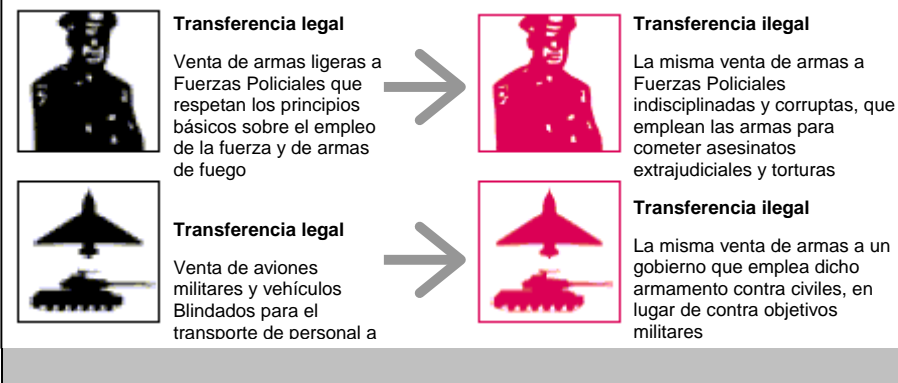 Transferencia legal
Venta de armas ligeras a
Fuerzas Policiales que
respetan los principios
básicos sobre el empleo
de la fuerza y de armas
de fuego
Transferencia ilegal
La misma venta de armas a
Fuerzas Policiales
indisciplinadas y corruptas, que
emplean las armas para
cometer asesinatos
extrajudiciales y torturas
Transferencia legal
Venta de aviones
militares y vehículos
Blindados para el
transporte de personal a
Transferencia ilegal
La misma venta de armas a un
gobierno que emplea dicho
armamento contra civiles, en
lugar de contra objetivos
militares